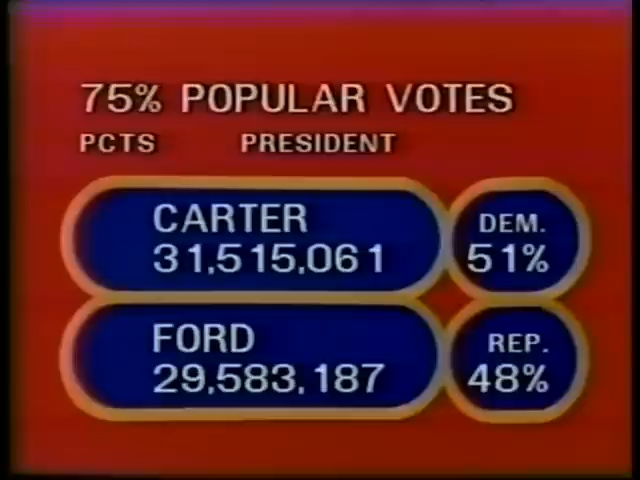 75% POPULAR VOTES
PCTS PRESIDENT
CARTER
31,515,061
DEM.
51%
FORD
29,583,187
REP.
48%